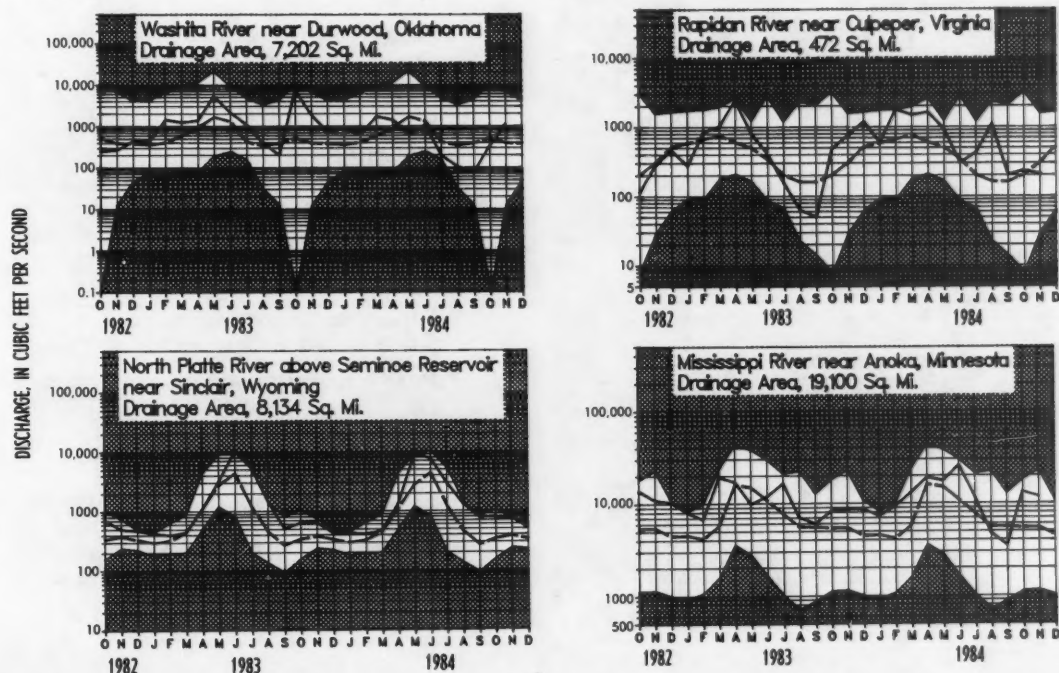 DISCHARGE, IN CUBIC FEET PER SECOND
Washita River near Durwood, Oklahoma
Drainage Area, 7,202 Sq. Mi.
100,000
10,000
1000
100
10
1
0.1
O N D J F M A M J J A S O N D J F M A M J J A S O N D
1982 1983 1984
Rapidan River near Culpeper, Virginia
Drainage Area, 472 Sq. Mi.
10,000
1000
100
10
5
O N D J F M A M J J A S O N D J F M A M J J A S O N D
1982 1983 1984
North Platte River above Seminoe Reservoir
near Sinclair, Wyoming
Drainage Area, 8,134 Sq. Mi.
100,000
10,000
1000
100
10
O N D J F M A M J J A S O N D J F M A M J J A S O N D
1982 1983 1984
Mississippi River near Anoka, Minnesota
Drainage Area, 19,100 Sq. Mi.
100,000
10,000
1000
500
O N D J F M A M J J A S O N D J F M A M J J A S O N D
1982 1983 1984